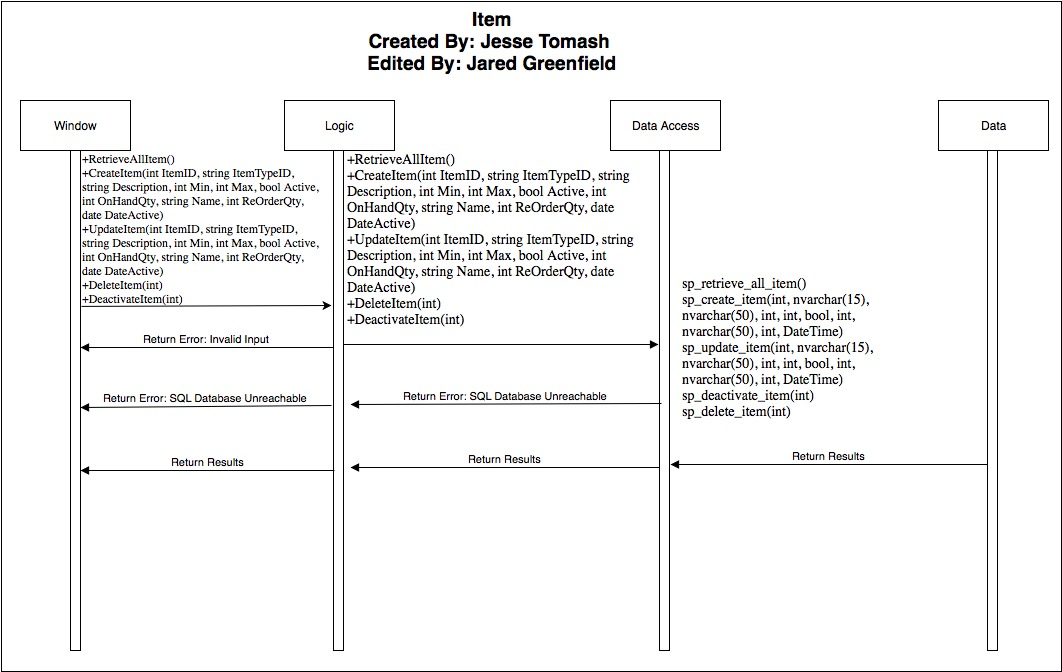 Item
Created By: Jesse Tomash
Edited By: Jared Greenfield
Window
Logic
Data Access
Data
+RetrieveAllItem()
+CreateItem(int ItemID, string ItemTypeID,
string Description, int Min, int Max, bool Active,
int OnHandQty, string Name, int ReOrderQty,
date DateActive)
+UpdateItem(int ItemID, string ItemTypeID,
string Description, int Min, int Max, bool Active,
int OnHandQty, string Name, int ReOrderQty,
date DateActive)
+DeleteItem(int)
+DeactivateItem(int)
+RetrieveAllItem()
+CreateItem(int ItemID, string ItemTypeID, string
Description, int Min, int Max, bool Active, int
OnHandQty, string Name, int ReOrderQty, date
DateActive)
+UpdateItem(int ItemID, string ItemTypeID, string
Description, int Min, int Max, bool Active, int
OnHandQty, string Name, int ReOrderQty, date
DateActive)
+DeleteItem(int)
+DeactivateItem(int)
sp_retrieve_all_item()
sp_create_item(int, nvarchar(15),
nvarchar(50), int, int, bool, int,
nvarchar(50), int, DateTime)
sp_update_item(int, nvarchar(15),
nvarchar(50), int, int, bool, int,
nvarchar(50), int, DateTime)
sp_deactivate_item(int)
sp_delete_item(int)
Return Error: Invalid Input
Return Error: SQL Database Unreachable
Return Error: SQL Database Unreachable
Return Results
Return Results
Return Results